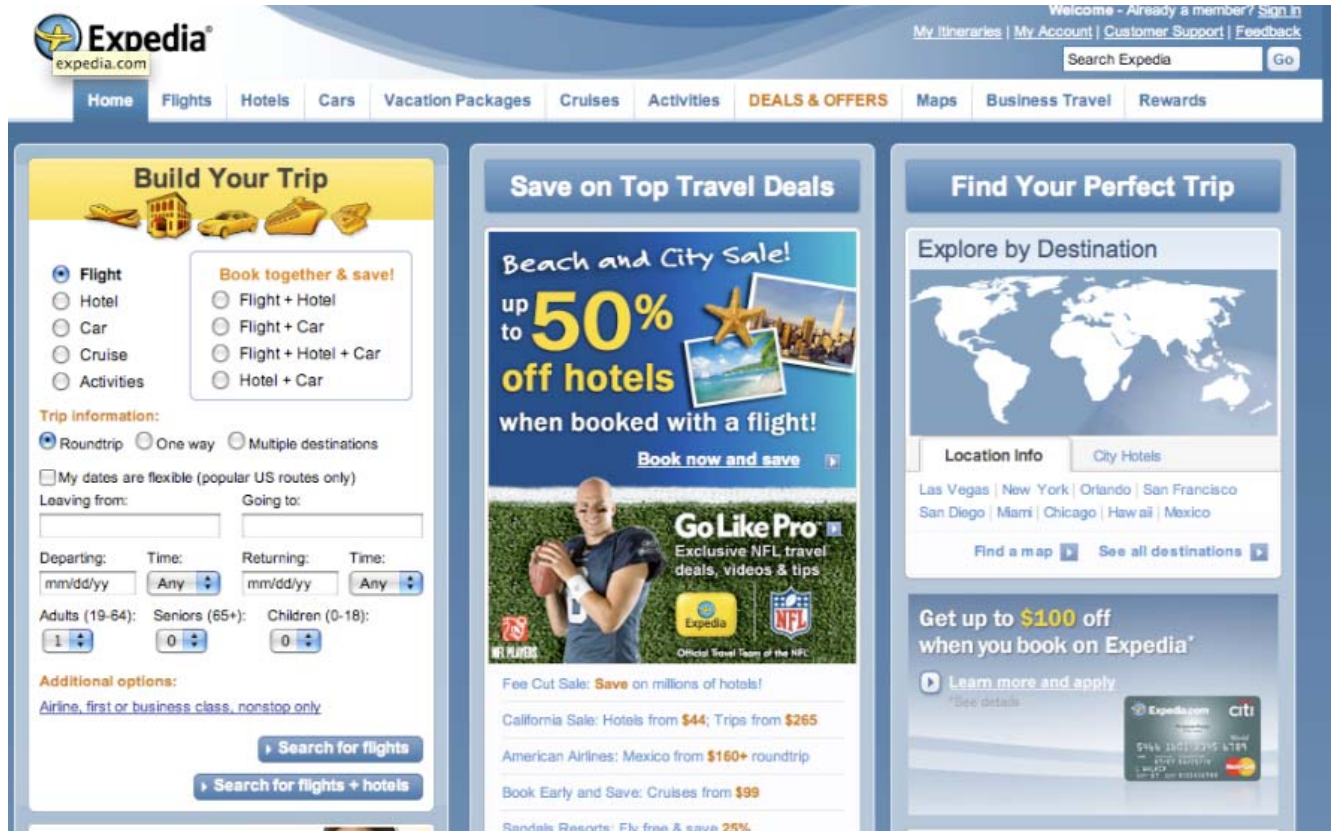 Expedia®
expedia.com
Welcome - Already a member? Sign In
My Itineraries | My Account | Customer Support | Feedback
Search Expedia Go
Home Flights Hotels Cars Vacation Packages Cruises Activities DEALS & OFFERS Maps Business Travel Rewards
Build Your Trip
Flight
Hotel
Car
Cruise
Activities
Book together & save!
Flight + Hotel
Flight + Car
Flight + Hotel + Car
Hotel + Car
Trip information:
Roundtrip One way Multiple destinations
My dates are flexible (popular US routes only)
Leaving from: Going to:
Departing: Time: Returning: Time:
mm/dd/yy Any mm/dd/yy Any
Adults (19-64): Seniors (65+): Children (0-18):
1 0 0
Additional options:
Airline, first or business class, nonstop only
Search for flights
Search for flights + hotels
Save on Top Travel Deals
Beach and City Sale!
up to 50%
off hotels
when booked with a flight!
Book now and save
Go Like Pro
Exclusive NFL travel
deals, videos & tips
Expedia NFL
NFL PLAYERS
Official Travel Team of the NFL
Fee Cut Sale: Save on millions of hotels!
California Sale: Hotels from $44; Trips from $265
American Airlines: Mexico from $160+ roundtrip
Book Early and Save: Cruises from $99
Sandals Resorts: Fly free & save 25%
Find Your Perfect Trip
Explore by Destination
Location Info City Hotels
Las Vegas | New York | Orlando | San Francisco
San Diego | Miami | Chicago | Hawaii | Mexico
Find a map See all destinations
Get up to $100 off
when you book on Expedia*
Learn more and apply
*See details
Expedia.com citi